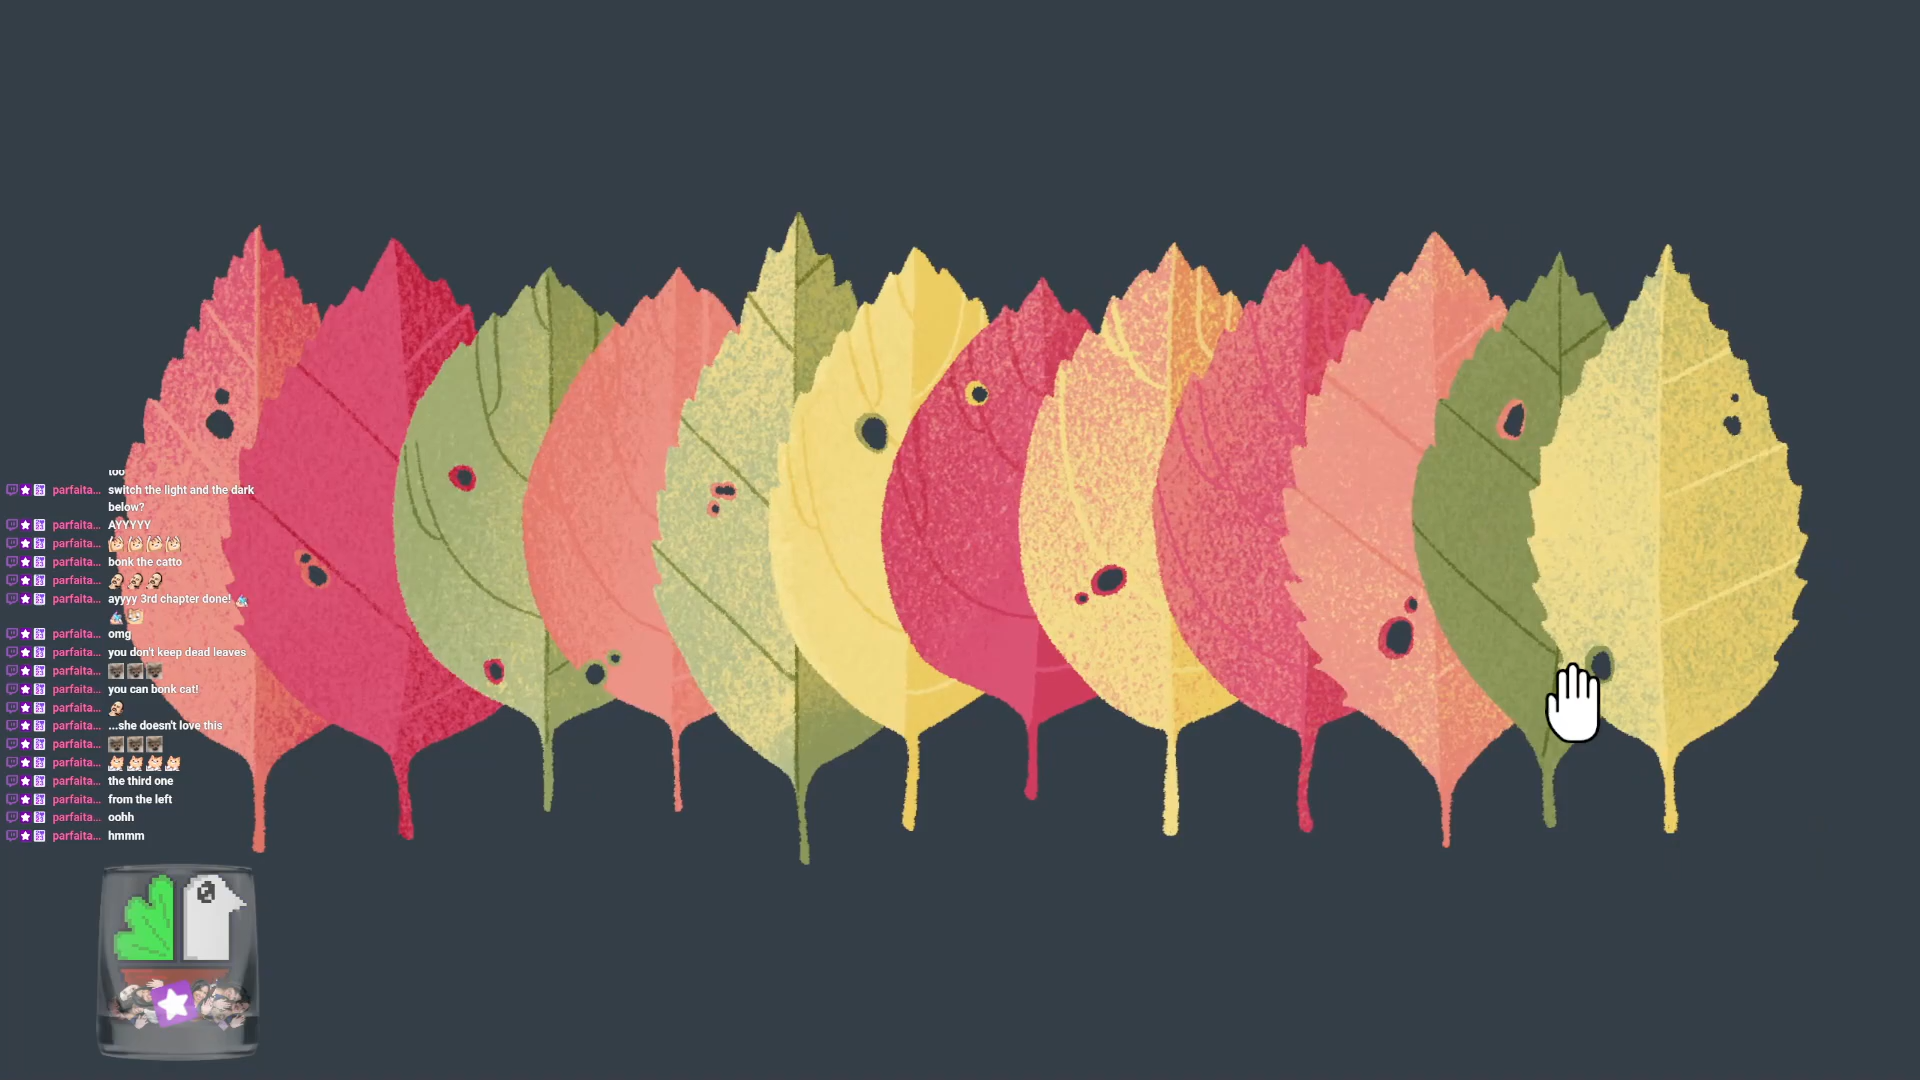 too
parfaita... switch the light and the dark
below?
parfaita... AYYYYY
parfaita...
parfaita... bonk the catto
parfaita...
parfaita... ayyyy 3rd chapter done!
parfaita... omg
parfaita... you don't keep dead leaves
parfaita...
parfaita... you can bonk cat!
parfaita...
parfaita... ...she doesn't love this
parfaita...
parfaita...
parfaita... the third one
parfaita... from the left
parfaita... oohh
parfaita... hmmm